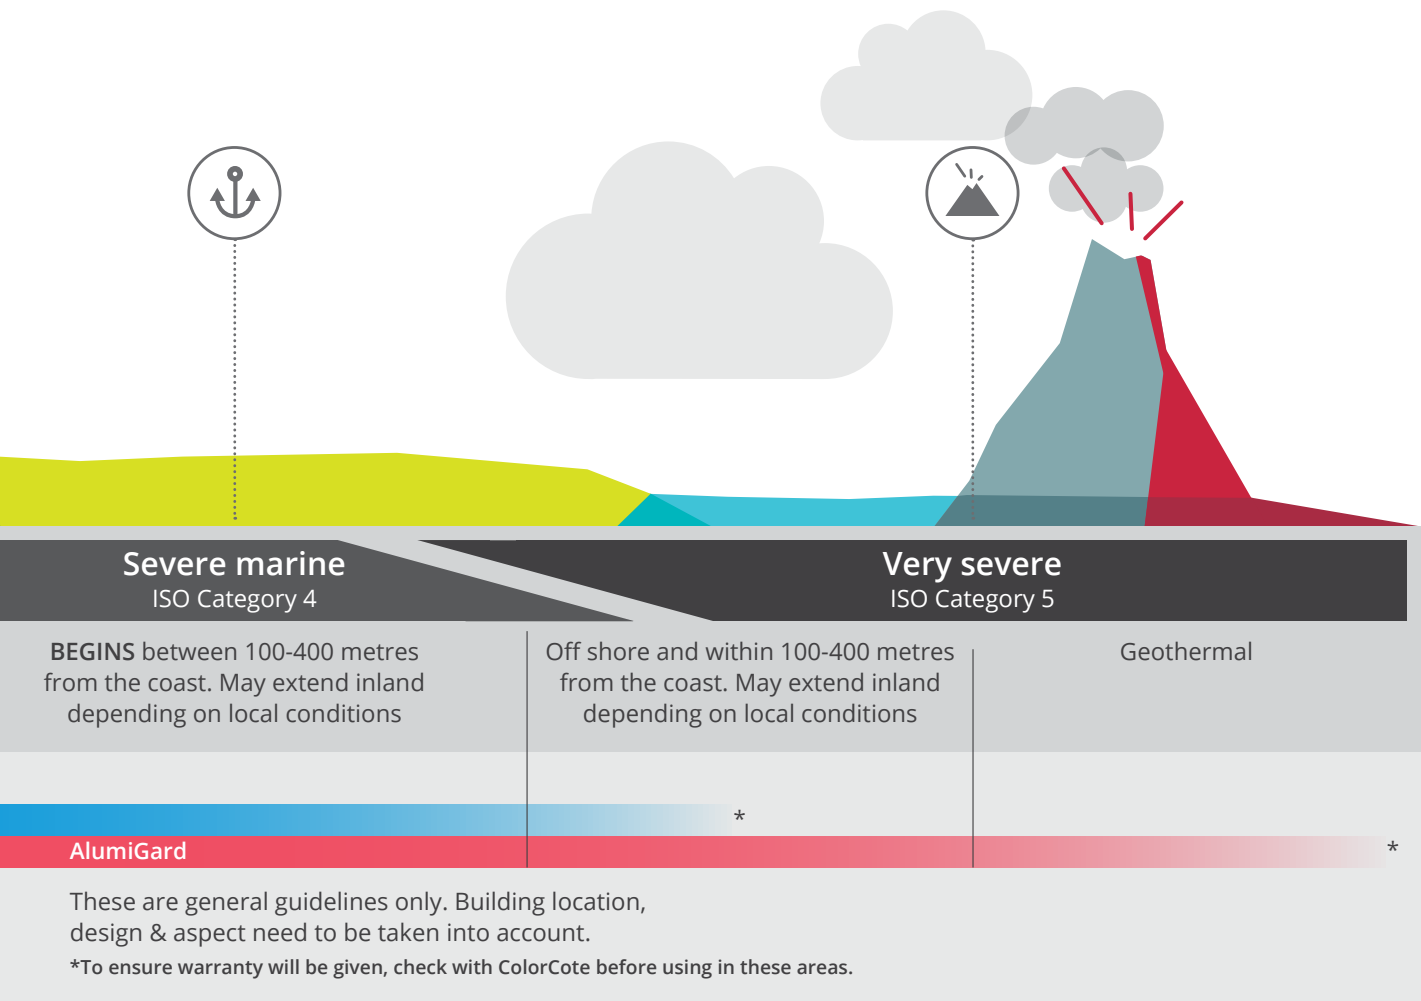 Severe marine
ISO Category 4
Very severe
ISO Category 5
BEGINS between 100-400 metres
from the coast. May extend inland
depending on local conditions
Off shore and within 100-400 metres
from the coast. May extend inland
depending on local conditions
Geothermal
*
AlumiGard
*
These are general guidelines only. Building location,
design & aspect need to be taken into account.
*To ensure warranty will be given, check with ColorCote before using in these areas.